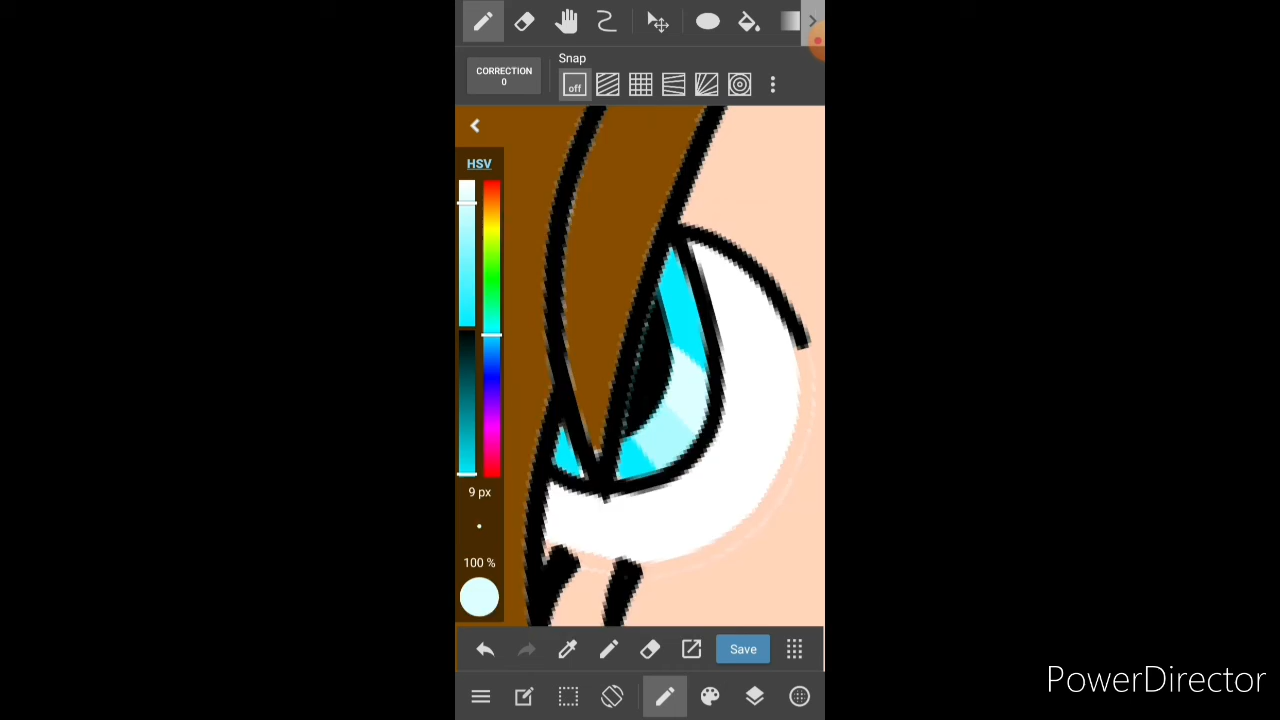 Snap
CORRECTION
0
off
HSV
9 px
100 %
Save
PowerDirector